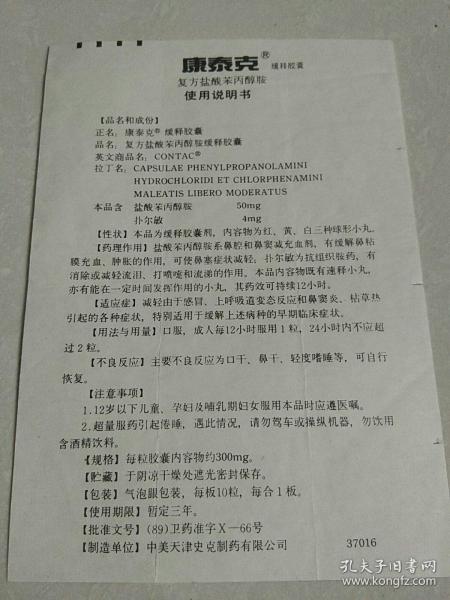 康泰克® 缓释胶囊
复方盐酸苯丙醇胺
使用说明书
【品名和成份】
正名：康泰克® 缓释胶囊
品名：复方盐酸苯丙醇胺缓释胶囊
英文商品名：CONTAC®
拉丁名：CAPSULAE PHENYLPROPANOLAMINI
HYDROCHLORIDI ET CHLORPHENAMINI
MALEATIS LIBERO MODERATUS
本品含 盐酸苯丙醇胺 50mg
扑尔敏 4mg
【性状】本品为缓释胶囊剂，内容物为红、黄、白三种球形小丸。
【药理作用】盐酸苯丙醇胺系鼻腔和鼻窦减充血剂，有缓解鼻粘
膜充血、肿胀的作用，可使鼻塞症状减轻；扑尔敏为抗组织胺药，有
消除或减轻流泪、打喷嚏和流涕的作用。本品内容物既有速释小丸，
亦有能在一定时间发挥作用的小丸，其药效可持续12小时。
【适应症】减轻由于感冒、上呼吸道变态反应和鼻窦炎、枯草热
引起的各种症状，特别适用于缓解上述病种的早期临床症状。
【用法与用量】口服，成人每12小时服用1粒，24小时内不应超
过2粒。
【不良反应】主要不良反应为口干、鼻干、轻度嗜睡等，可自行
恢复。
【注意事项】
1.12岁以下儿童、孕妇及哺乳期妇女服用本品时应遵医嘱。
2.超量服药引起倦睡，遇此情况，请勿驾车或操纵机器，勿饮用
含酒精饮料。
【规格】每粒胶囊内容物约300mg。
【贮藏】于阴凉干燥处遮光密封保存。
【包装】气泡眼包装，每板10粒，每合1板。
【使用期限】暂定三年。
【批准文号】(89)卫药准字X—66号
【制造单位】中美天津史克制药有限公司 37016
孔夫子旧书网
www.kongfz.com